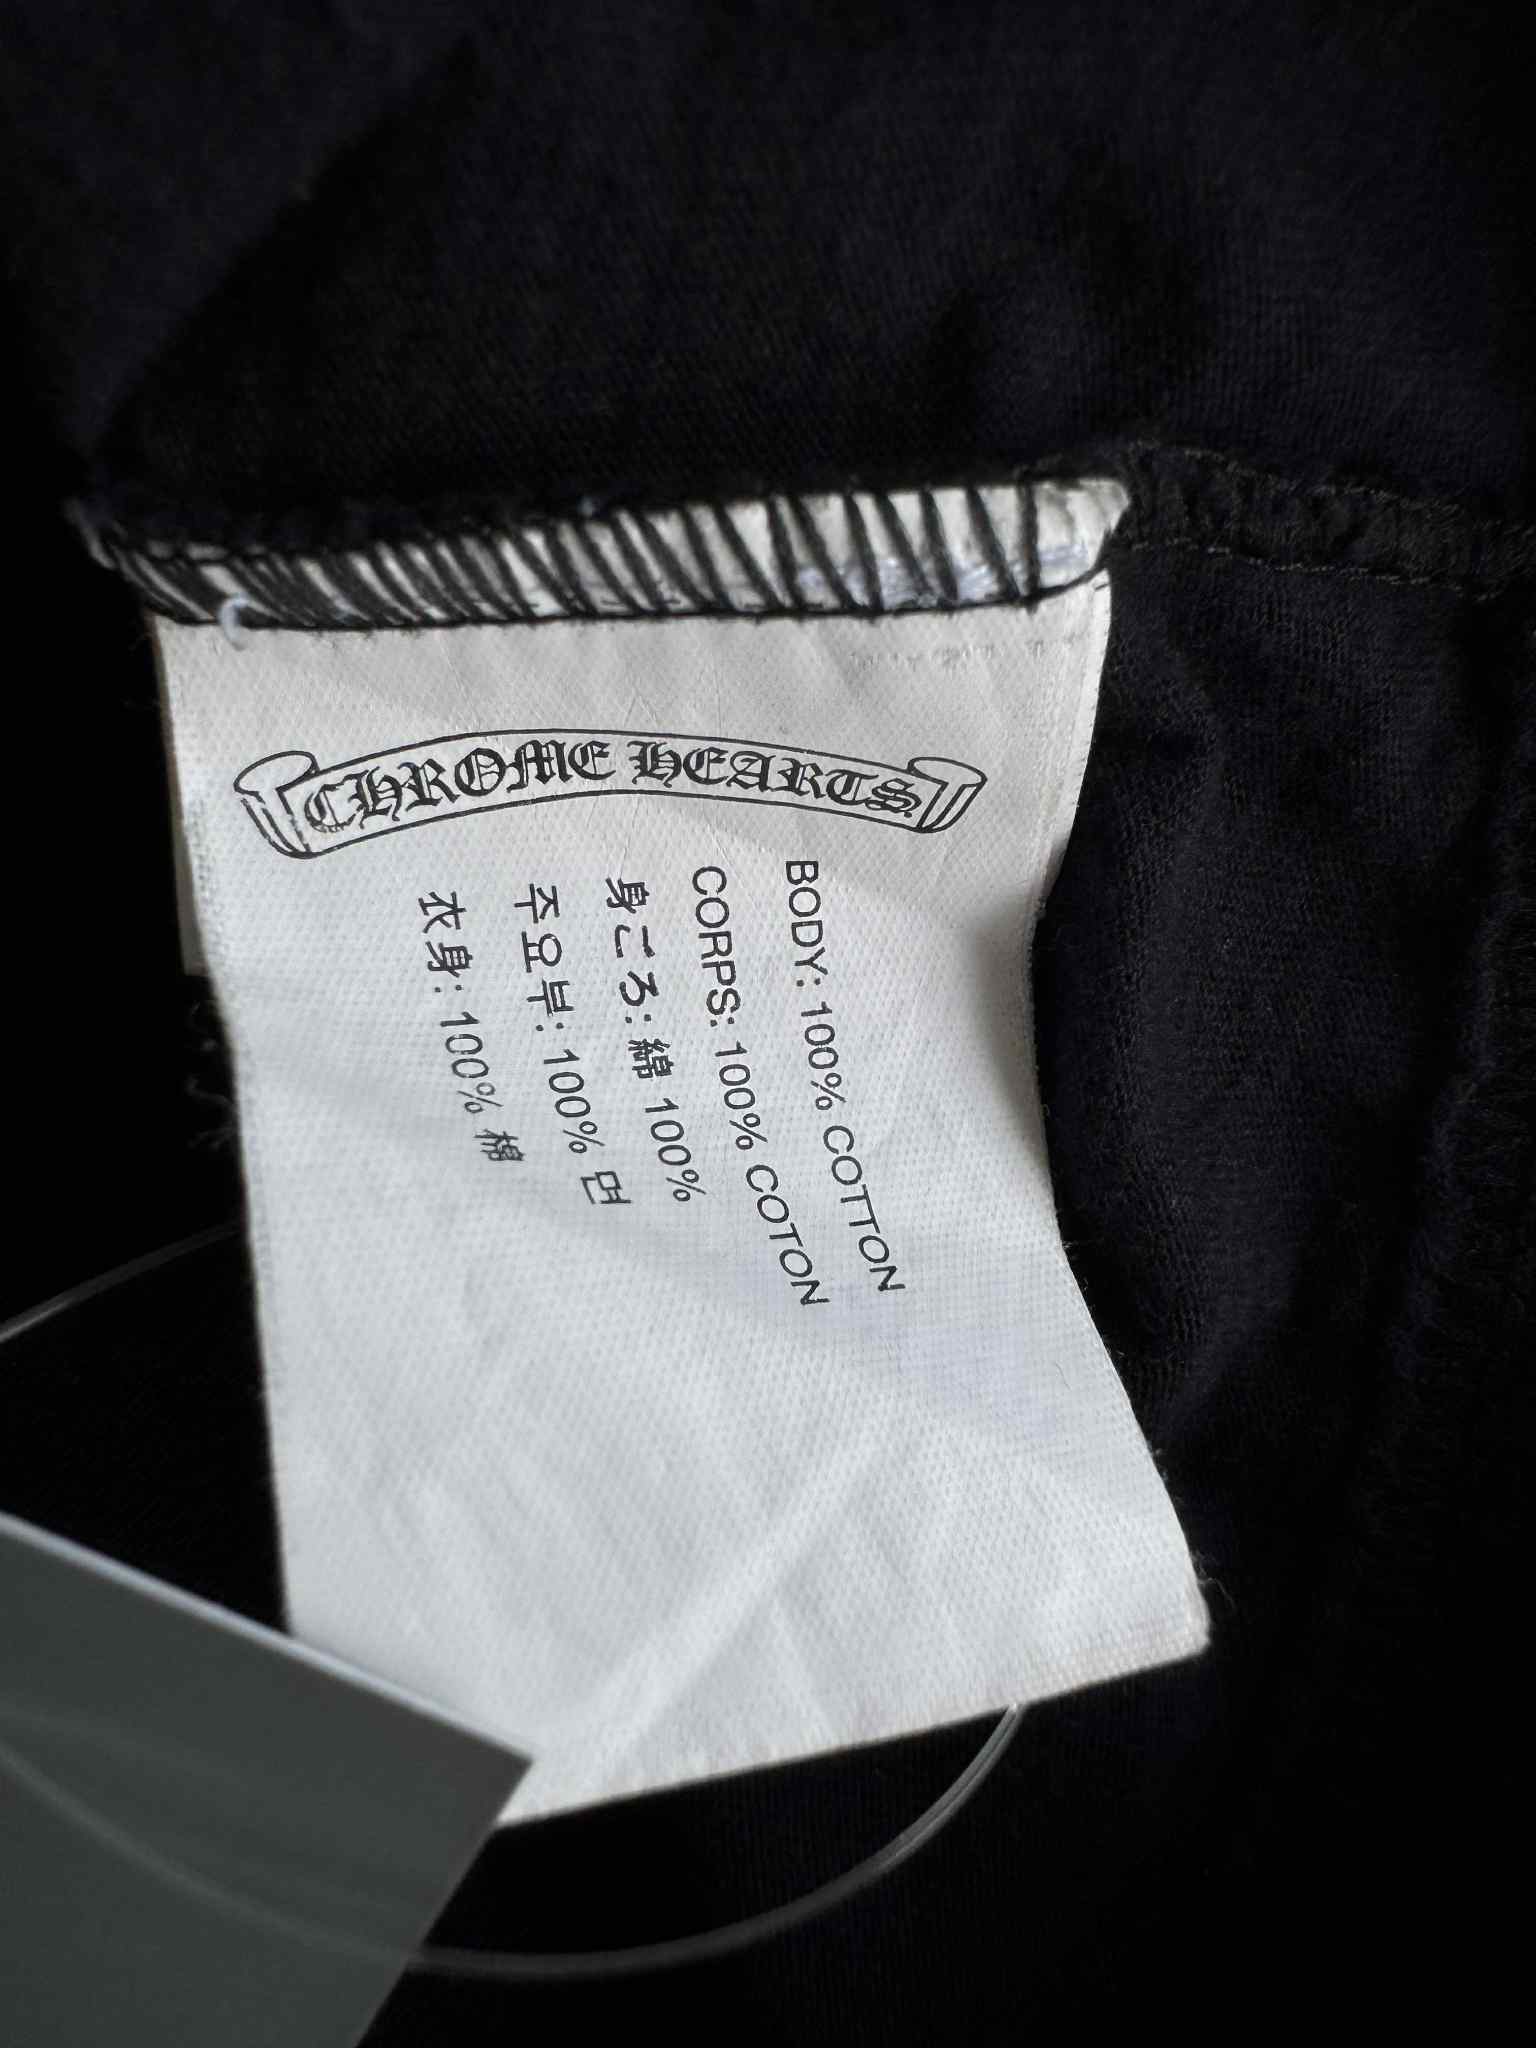 CHROME HEARTS
BODY: 100% COTTON
CORPS: 100% COTON
身ごろ: 綿 100%
주요부: 100% 면
衣身: 100% 棉